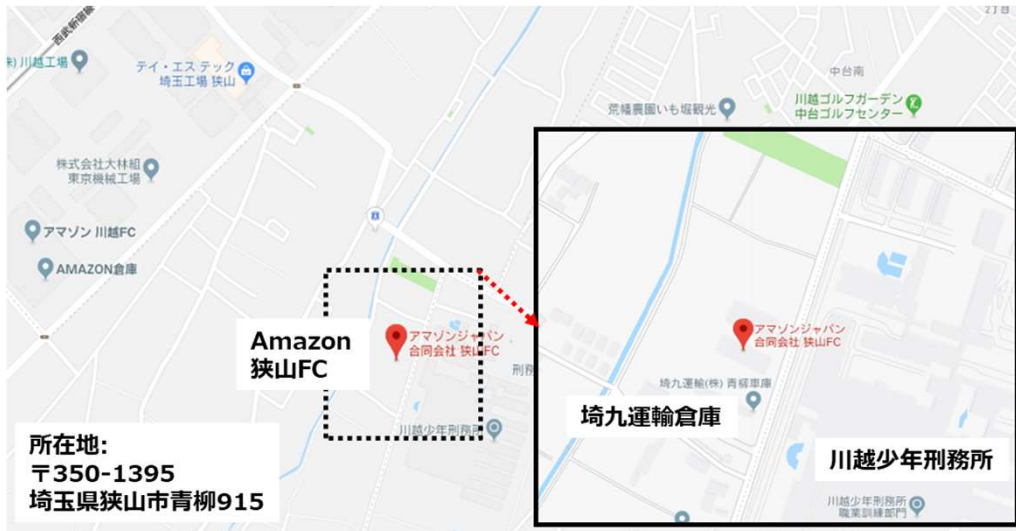 2丁目
西武新宿線
株) 川越工場
テイ・エス テック
埼玉工場 狭山
中台南
川越ゴルフガーデン
中台ゴルフセンター
荒幡農園いも堀観光
株式会社大林組
東京機械工場
アマゾン 川越FC
AMAZON倉庫
Amazon
狭山FC
アマゾンジャパン
合同会社 狭山FC
刑務
川越少年刑務所
所在地:
〒350-1395
埼玉県狭山市青柳915
アマゾンジャパン
合同会社 狭山FC
埼九運輸(株) 青柳車庫
埼九運輸倉庫
川越少年刑務所
川越少年刑務所
職業訓練部門